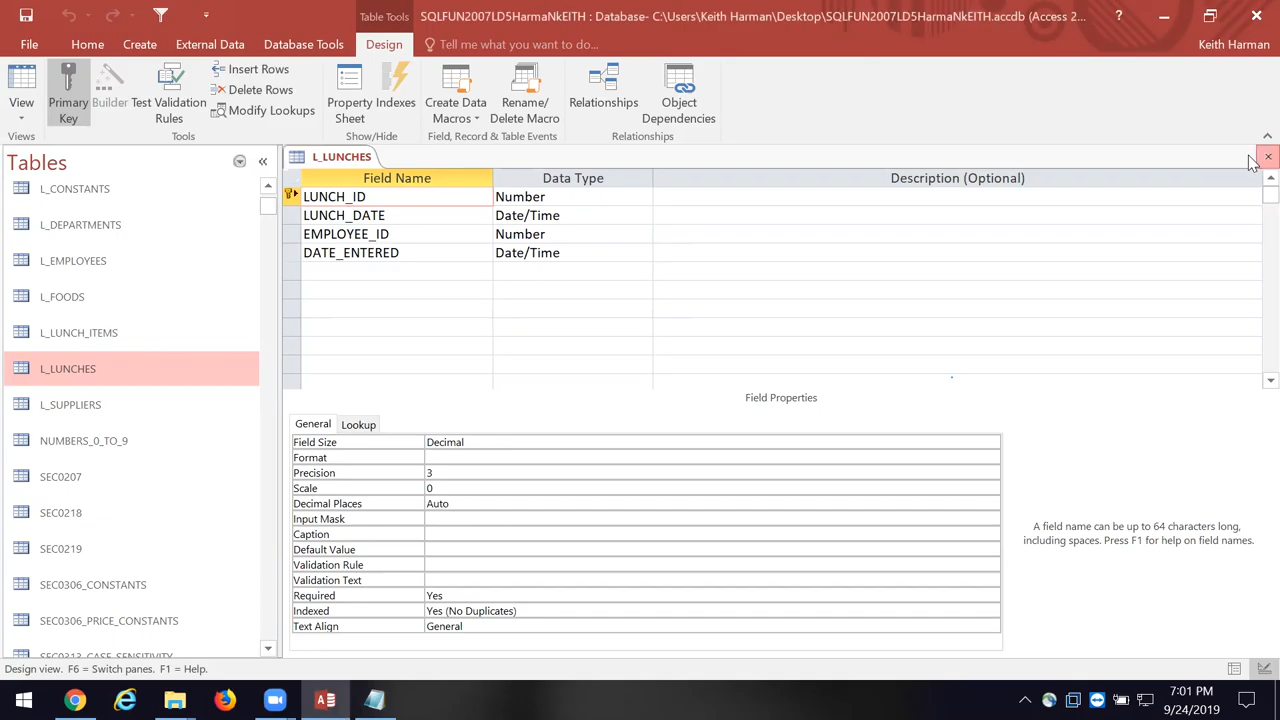 Table Tools
SQLFUN2007LD5HarmaNkEITH : Database- C:\Users\Keith Harman\Desktop\SQLFUN2007LD5HarmaNkEITH.accdb (Access 2...
File Home Create External Data Database Tools Design Tell me what you want to do... Keith Harman
View
Primary Key
Builder
Test Validation Rules
Insert Rows
Delete Rows
Modify Lookups
Property Sheet
Indexes
Create Data Macros
Rename/ Delete Macro
Relationships
Object Dependencies
Views Tools Show/Hide Field, Record & Table Events Relationships
Tables
L_CONSTANTS
L_DEPARTMENTS
L_EMPLOYEES
L_FOODS
L_LUNCH_ITEMS
L_LUNCHES
L_SUPPLIERS
NUMBERS_0_TO_9
SEC0207
SEC0218
SEC0219
SEC0306_CONSTANTS
SEC0306_PRICE_CONSTANTS
SEC0313_CASE_SENSITIVITY
L_LUNCHES
Field Name Data Type Description (Optional)
LUNCH_ID Number
LUNCH_DATE Date/Time
EMPLOYEE_ID Number
DATE_ENTERED Date/Time
Field Properties
General Lookup
Field Size Decimal
Format
Precision 3
Scale 0
Decimal Places Auto
Input Mask
Caption
Default Value
Validation Rule
Validation Text
Required Yes
Indexed Yes (No Duplicates)
Text Align General
A field name can be up to 64 characters long,
including spaces. Press F1 for help on field names.
Design view. F6 = Switch panes. F1 = Help.
7:01 PM
9/24/2019